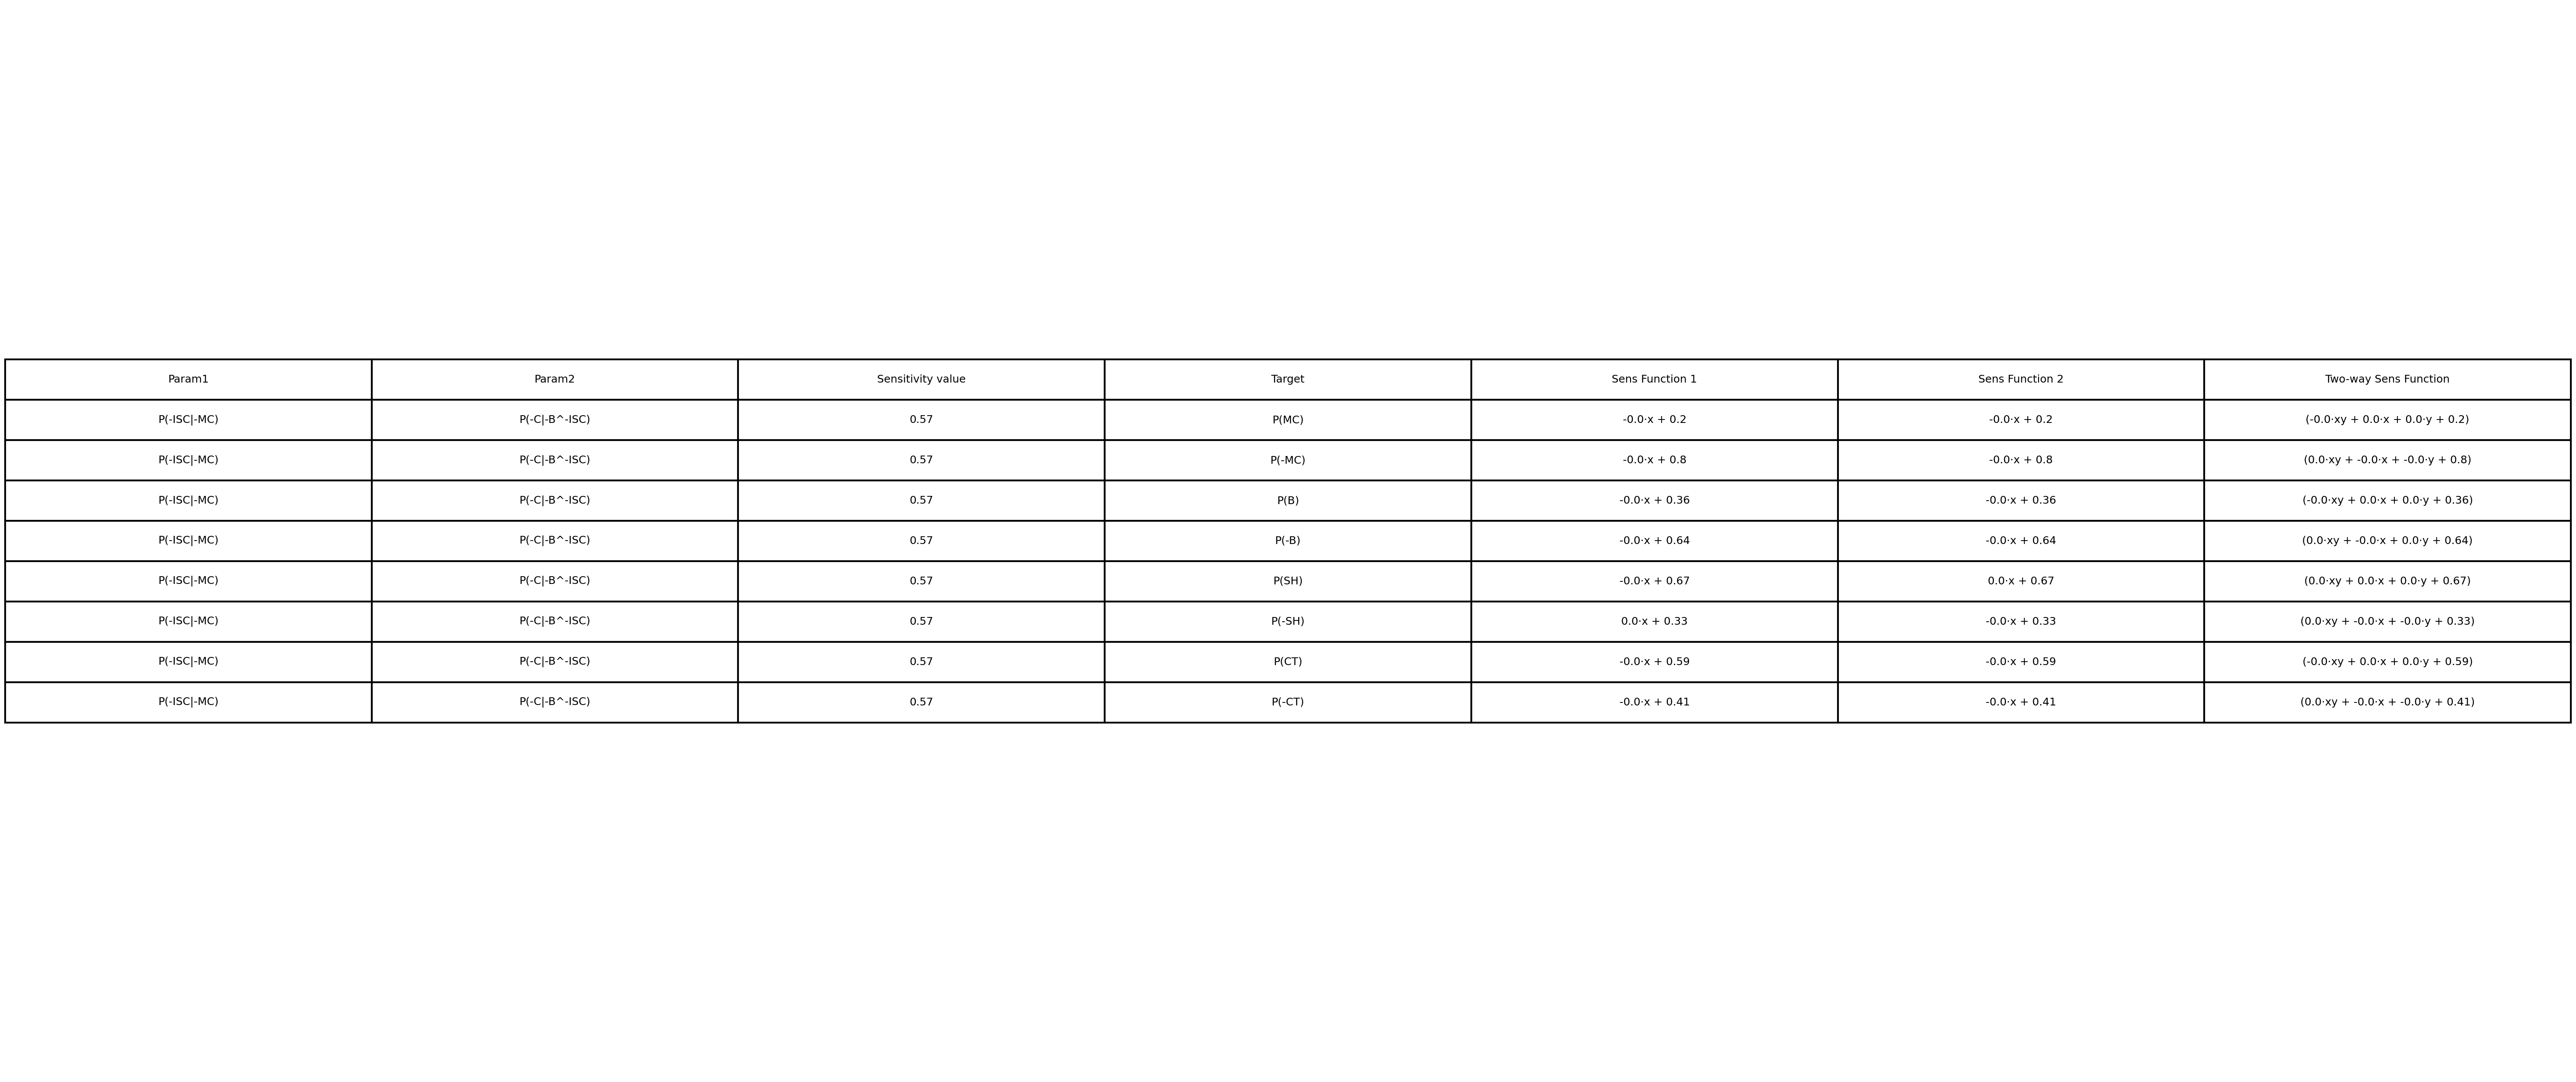 Param1 Param2 Sensitivity value Target Sens Function 1 Sens Function 2 Two-way Sens Function
P(-ISC|-MC) P(-C|-B^-ISC) 0.57 P(MC) -0.0·x + 0.2 -0.0·x + 0.2 (-0.0·xy + 0.0·x + 0.0·y + 0.2)
P(-ISC|-MC) P(-C|-B^-ISC) 0.57 P(-MC) -0.0·x + 0.8 -0.0·x + 0.8 (0.0·xy + -0.0·x + -0.0·y + 0.8)
P(-ISC|-MC) P(-C|-B^-ISC) 0.57 P(B) -0.0·x + 0.36 -0.0·x + 0.36 (-0.0·xy + 0.0·x + 0.0·y + 0.36)
P(-ISC|-MC) P(-C|-B^-ISC) 0.57 P(-B) -0.0·x + 0.64 -0.0·x + 0.64 (0.0·xy + -0.0·x + 0.0·y + 0.64)
P(-ISC|-MC) P(-C|-B^-ISC) 0.57 P(SH) -0.0·x + 0.67 0.0·x + 0.67 (0.0·xy + 0.0·x + 0.0·y + 0.67)
P(-ISC|-MC) P(-C|-B^-ISC) 0.57 P(-SH) 0.0·x + 0.33 -0.0·x + 0.33 (0.0·xy + -0.0·x + -0.0·y + 0.33)
P(-ISC|-MC) P(-C|-B^-ISC) 0.57 P(CT) -0.0·x + 0.59 -0.0·x + 0.59 (-0.0·xy + 0.0·x + 0.0·y + 0.59)
P(-ISC|-MC) P(-C|-B^-ISC) 0.57 P(-CT) -0.0·x + 0.41 -0.0·x + 0.41 (0.0·xy + -0.0·x + -0.0·y + 0.41)